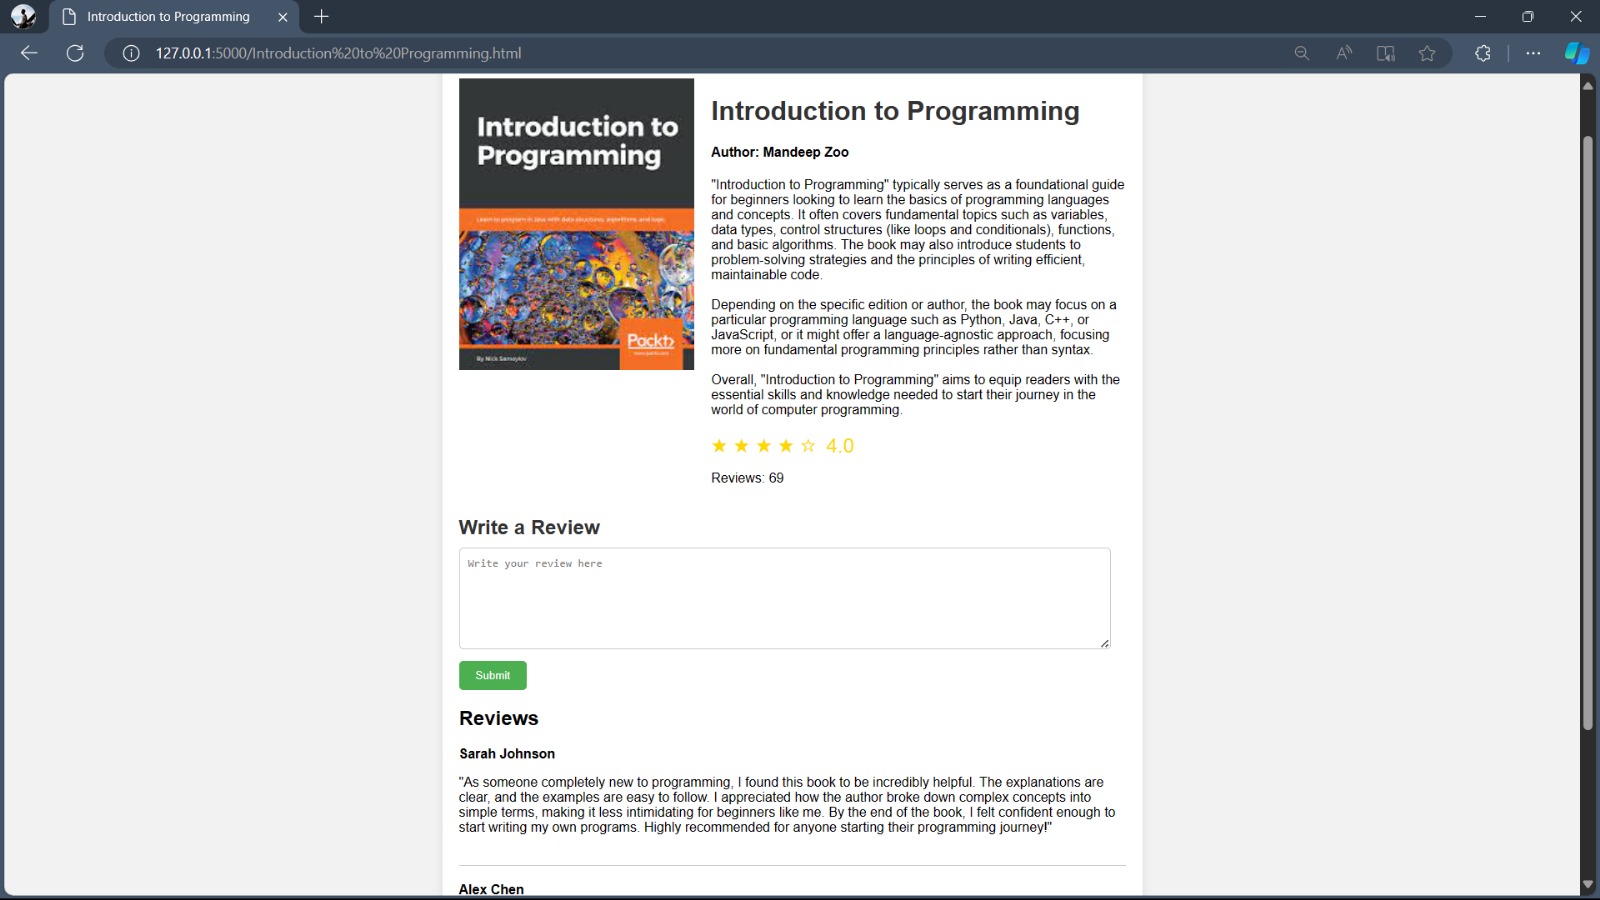 Introduction to Programming
127.0.0.1:5000/Introduction%20to%20Programming.html
Introduction to
Programming
Learn to program in Java with data structures, algorithms, and logic
Packt>
www.packt.com
By Nick Samoylov
Introduction to Programming
Author: Mandeep Zoo
"Introduction to Programming" typically serves as a foundational guide
for beginners looking to learn the basics of programming languages
and concepts. It often covers fundamental topics such as variables,
data types, control structures (like loops and conditionals), functions,
and basic algorithms. The book may also introduce students to
problem-solving strategies and the principles of writing efficient,
maintainable code.
Depending on the specific edition or author, the book may focus on a
particular programming language such as Python, Java, C++, or
JavaScript, or it might offer a language-agnostic approach, focusing
more on fundamental programming principles rather than syntax.
Overall, "Introduction to Programming" aims to equip readers with the
essential skills and knowledge needed to start their journey in the
world of computer programming.
★ ★ ★ ★ ☆ 4.0
Reviews: 69
Write a Review
Write your review here
Submit
Reviews
Sarah Johnson
"As someone completely new to programming, I found this book to be incredibly helpful. The explanations are
clear, and the examples are easy to follow. I appreciated how the author broke down complex concepts into
simple terms, making it less intimidating for beginners like me. By the end of the book, I felt confident enough to
start writing my own programs. Highly recommended for anyone starting their programming journey!"
Alex Chen